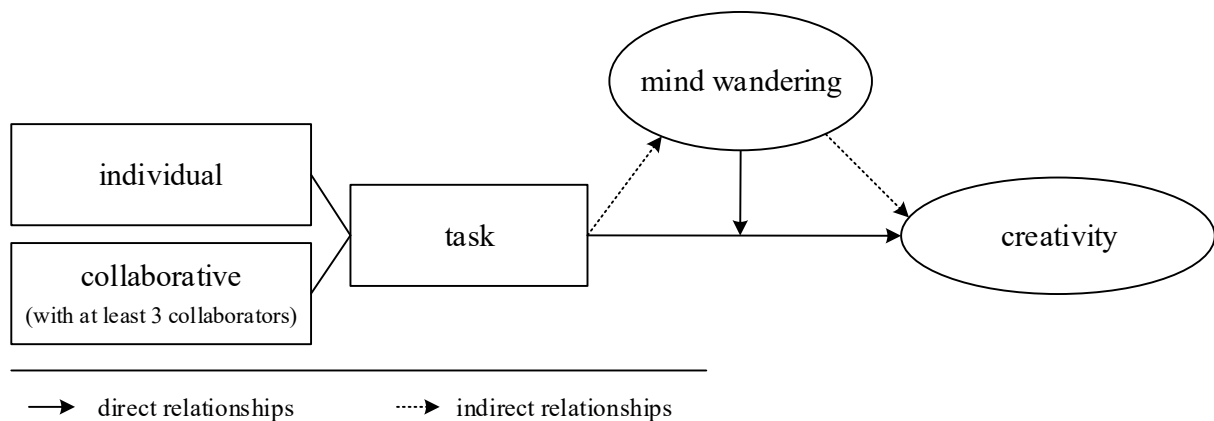 mind wandering
individual
task
creativity
collaborative
(with at least 3 collaborators)
direct relationships
indirect relationships